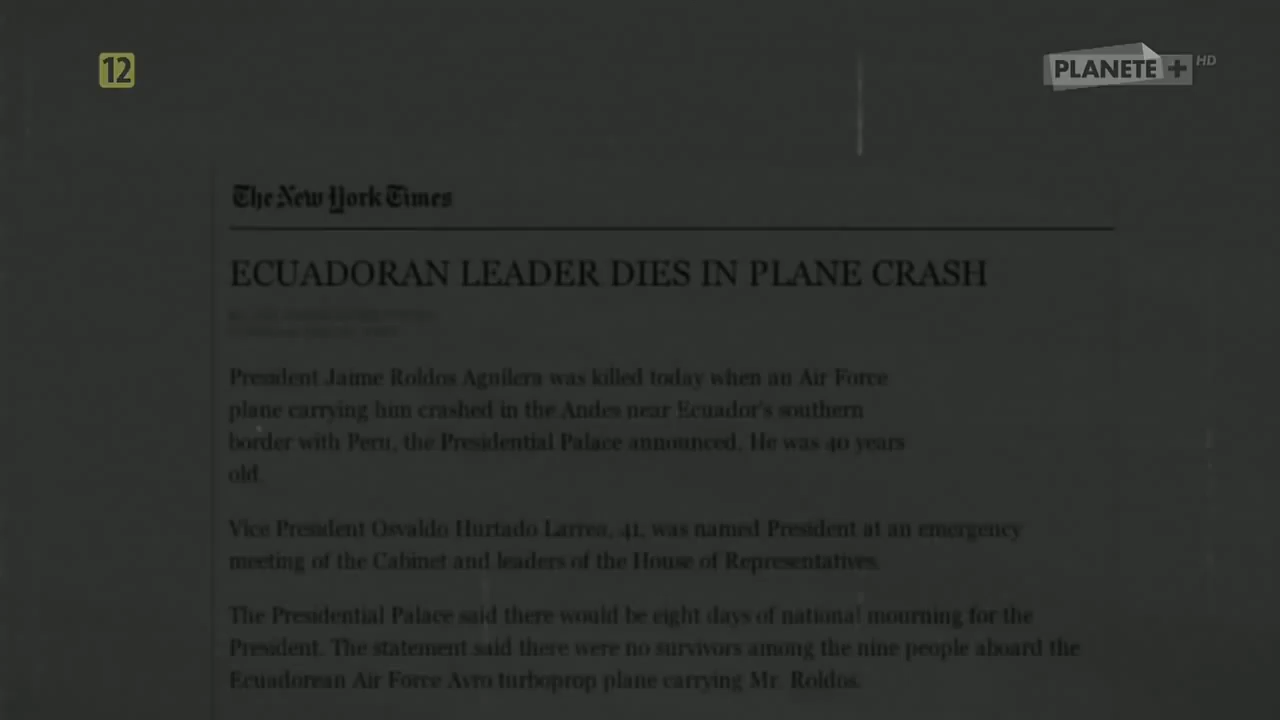 12
PLANETE + HD
The New York Times
ECUADORAN LEADER DIES IN PLANE CRASH
President Jaime Roldos Aguilera was killed today when an Air Force
plane carrying him crashed in the Andes near Ecuador's southern
border with Peru, the Presidential Palace announced. He was 40 years
old.
Vice President Osvaldo Hurtado Larrea, 41, was named President at an emergency
meeting of the Cabinet and leaders of the House of Representatives.
The Presidential Palace said there would be eight days of national mourning for the
President. The statement said there were no survivors among the nine people aboard the
Ecuadorean Air Force Avro turboprop plane carrying Mr. Roldos.